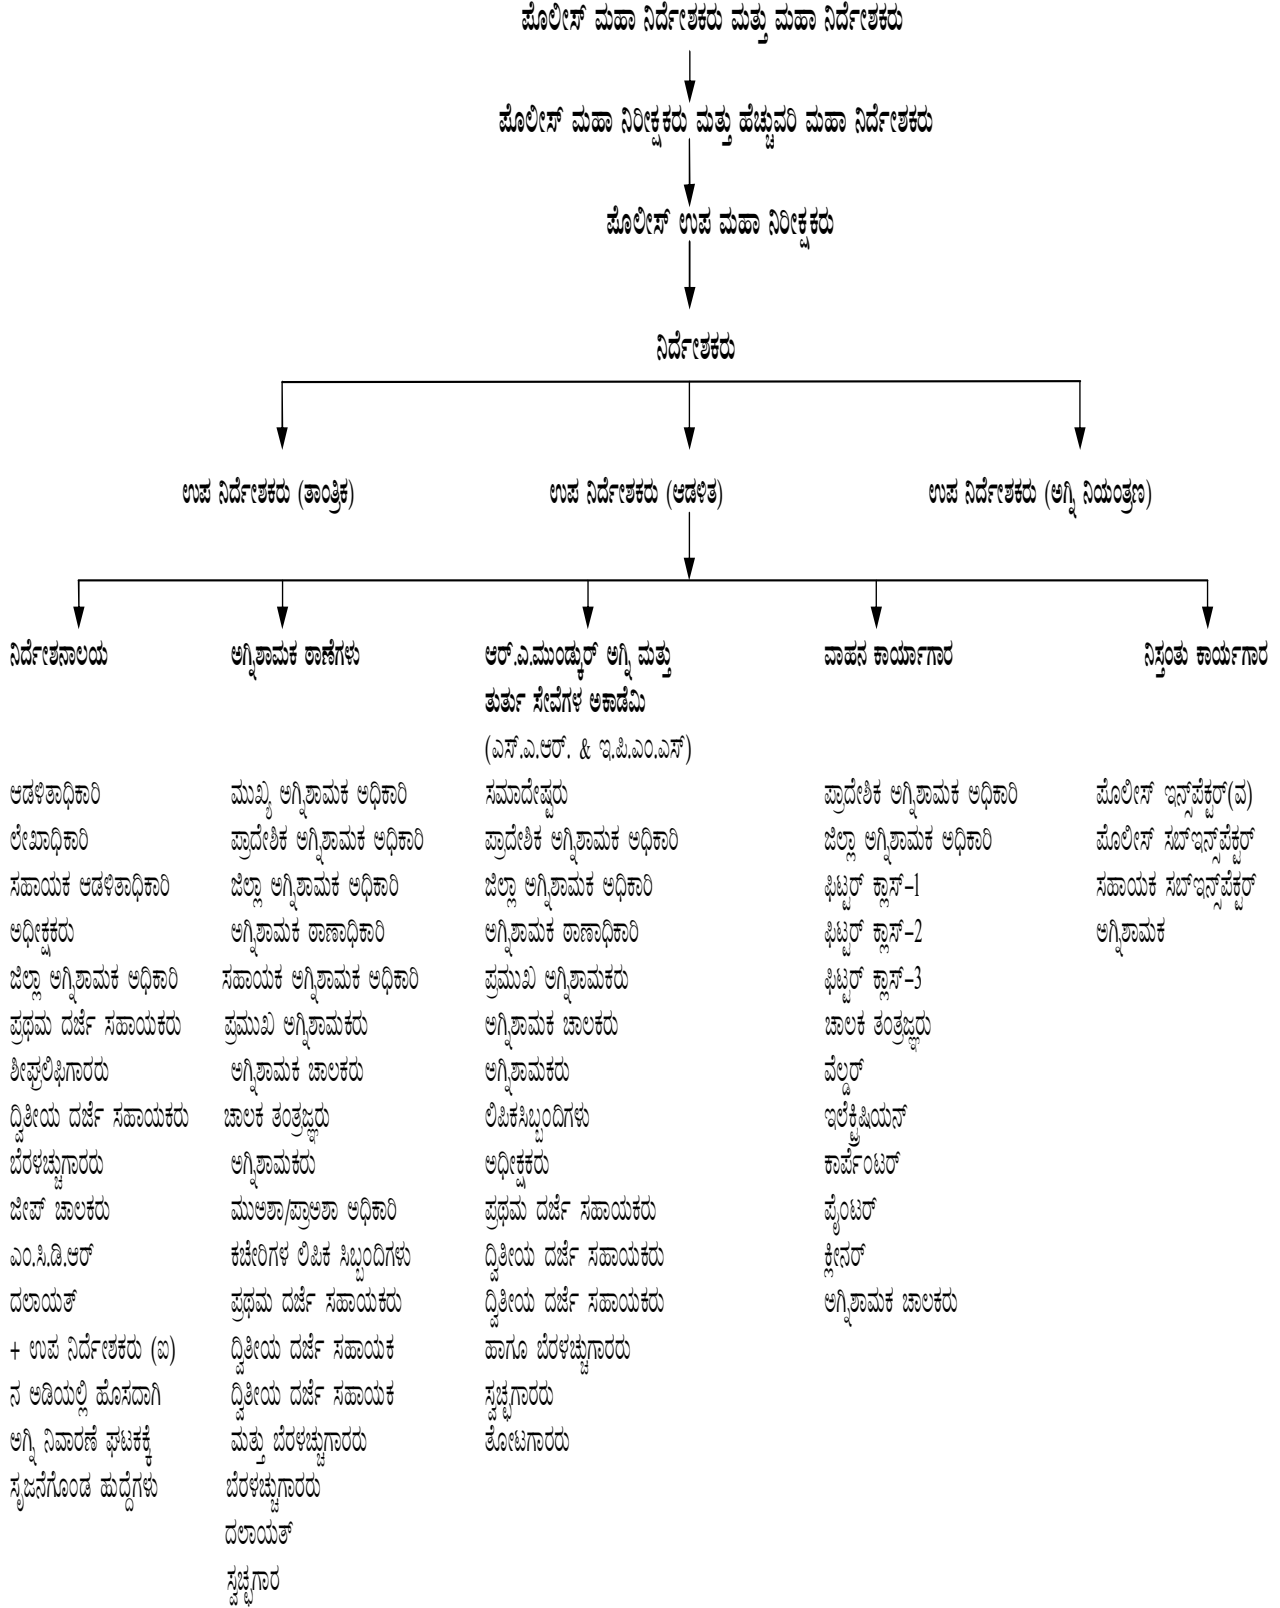 ಪೊಲೀಸ್ ಮಹಾ ನಿರ್ದೇಶಕರು ಮತ್ತು ಮಹಾ ನಿರ್ದೇಶಕರು
ಪೊಲೀಸ್ ಮಹಾ ನಿರೀಕ್ಷಕರು ಮತ್ತು ಹೆಚ್ಚುವರಿ ಮಹಾ ನಿರ್ದೇಶಕರು
ಪೊಲೀಸ್ ಉಪ ಮಹಾ ನಿರೀಕ್ಷಕರು
ನಿರ್ದೇಶಕರು
ಉಪ ನಿರ್ದೇಶಕರು (ತಾಂತ್ರಿಕ)
ಉಪ ನಿರ್ದೇಶಕರು (ಆಡಳಿತ)
ಉಪ ನಿರ್ದೇಶಕರು (ಅಗ್ನಿ ನಿಯಂತ್ರಣ)
ನಿರ್ದೇಶನಾಲಯ
ಆಡಳಿತಾಧಿಕಾರಿ
ಲೇಖಾಧಿಕಾರಿ
ಸಹಾಯಕ ಆಡಳಿತಾಧಿಕಾರಿ
ಅಧೀಕ್ಷಕರು
ಜಿಲ್ಲಾ ಅಗ್ನಿಶಾಮಕ ಅಧಿಕಾರಿ
ಪ್ರಥಮ ದರ್ಜೆ ಸಹಾಯಕರು
ಶೀಘ್ರಲಿಫಿಗಾರರು
ದ್ವಿತೀಯ ದರ್ಜೆ ಸಹಾಯಕರು
ಬೆರಳಚ್ಚುಗಾರರು
ಜೀಪ್ ಚಾಲಕರು
ಎಂ.ಸಿ.ಡಿ.ಆರ್
ದಲಾಯತ್
+ ಉಪ ನಿರ್ದೇಶಕರು (ಐ)
ನ ಅಡಿಯಲ್ಲಿ ಹೊಸದಾಗಿ
ಅಗ್ನಿ ನಿವಾರಣೆ ಘಟಕಕ್ಕೆ
ಸೃಜನೆಗೊಂಡ ಹುದ್ದೆಗಳು
ಅಗ್ನಿಶಾಮಕ ಠಾಣೆಗಳು
ಮುಖ್ಯ ಅಗ್ನಿಶಾಮಕ ಅಧಿಕಾರಿ
ಪ್ರಾದೇಶಿಕ ಅಗ್ನಿಶಾಮಕ ಅಧಿಕಾರಿ
ಜಿಲ್ಲಾ ಅಗ್ನಿಶಾಮಕ ಅಧಿಕಾರಿ
ಅಗ್ನಿಶಾಮಕ ಠಾಣಾಧಿಕಾರಿ
ಸಹಾಯಕ ಅಗ್ನಿಶಾಮಕ ಅಧಿಕಾರಿ
ಪ್ರಮುಖ ಅಗ್ನಿಶಾಮಕರು
ಅಗ್ನಿಶಾಮಕ ಚಾಲಕರು
ಚಾಲಕ ತಂತ್ರಜ್ಞರು
ಅಗ್ನಿಶಾಮಕರು
ಮುಅಶಾ/ಪ್ರಾಅಶಾ ಅಧಿಕಾರಿ
ಕಚೇರಿಗಳ ಲಿಪಿಕ ಸಿಬ್ಬಂದಿಗಳು
ಪ್ರಥಮ ದರ್ಜೆ ಸಹಾಯಕರು
ದ್ವಿತೀಯ ದರ್ಜೆ ಸಹಾಯಕ
ದ್ವಿತೀಯ ದರ್ಜೆ ಸಹಾಯಕ
ಮತ್ತು ಬೆರಳಚ್ಚುಗಾರರು
ಬೆರಳಚ್ಚುಗಾರರು
ದಲಾಯತ್
ಸ್ವಚ್ಛಗಾರ
ಆರ್.ಎ.ಮುಂಡ್ಕುರ್ ಅಗ್ನಿ ಮತ್ತು
ತುರ್ತು ಸೇವೆಗಳ ಅಕಾಡೆಮಿ
(ಎಸ್.ಎ.ಆರ್. & ಇ.ಪಿ.ಎಂ.ಎಸ್)
ಸಮಾದೇಷ್ಟರು
ಪ್ರಾದೇಶಿಕ ಅಗ್ನಿಶಾಮಕ ಅಧಿಕಾರಿ
ಜಿಲ್ಲಾ ಅಗ್ನಿಶಾಮಕ ಅಧಿಕಾರಿ
ಅಗ್ನಿಶಾಮಕ ಠಾಣಾಧಿಕಾರಿ
ಪ್ರಮುಖ ಅಗ್ನಿಶಾಮಕರು
ಅಗ್ನಿಶಾಮಕ ಚಾಲಕರು
ಅಗ್ನಿಶಾಮಕರು
ಲಿಪಿಕಸಿಬ್ಬಂದಿಗಳು
ಅಧೀಕ್ಷಕರು
ಪ್ರಥಮ ದರ್ಜೆ ಸಹಾಯಕರು
ದ್ವಿತೀಯ ದರ್ಜೆ ಸಹಾಯಕರು
ದ್ವಿತೀಯ ದರ್ಜೆ ಸಹಾಯಕರು
ಹಾಗೂ ಬೆರಳಚ್ಚುಗಾರರು
ಸ್ವಚ್ಛಗಾರರು
ತೋಟಗಾರರು
ವಾಹನ ಕಾರ್ಯಾಗಾರ
ಪ್ರಾದೇಶಿಕ ಅಗ್ನಿಶಾಮಕ ಅಧಿಕಾರಿ
ಜಿಲ್ಲಾ ಅಗ್ನಿಶಾಮಕ ಅಧಿಕಾರಿ
ಫಿಟ್ಟರ್ ಕ್ಲಾಸ್-1
ಫಿಟ್ಟರ್ ಕ್ಲಾಸ್-2
ಫಿಟ್ಟರ್ ಕ್ಲಾಸ್-3
ಚಾಲಕ ತಂತ್ರಜ್ಞರು
ವೆಲ್ಡರ್
ಇಲೆಕ್ಟ್ರಿಷಿಯನ್
ಕಾರ್ಪೆಂಟರ್
ಪೈಂಟರ್
ಕ್ಲೀನರ್
ಅಗ್ನಿಶಾಮಕ ಚಾಲಕರು
ನಿಸ್ತಂತು ಕಾರ್ಯಗಾರ
ಪೊಲೀಸ್ ಇನ್ಸ್‌ಪೆಕ್ಟರ್(ವ)
ಪೊಲೀಸ್ ಸಬ್‌ಇನ್ಸ್‌ಪೆಕ್ಟರ್
ಸಹಾಯಕ ಸಬ್‌ಇನ್ಸ್‌ಪೆಕ್ಟರ್
ಅಗ್ನಿಶಾಮಕ